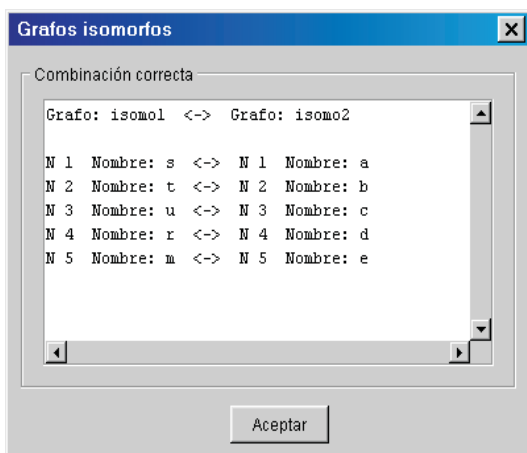 Grafos isomorfos
Combinación correcta
Grafo: isomo1 <-> Grafo: isomo2
N 1 Nombre: s <-> N 1 Nombre: a
N 2 Nombre: t <-> N 2 Nombre: b
N 3 Nombre: u <-> N 3 Nombre: c
N 4 Nombre: r <-> N 4 Nombre: d
N 5 Nombre: m <-> N 5 Nombre: e
Aceptar